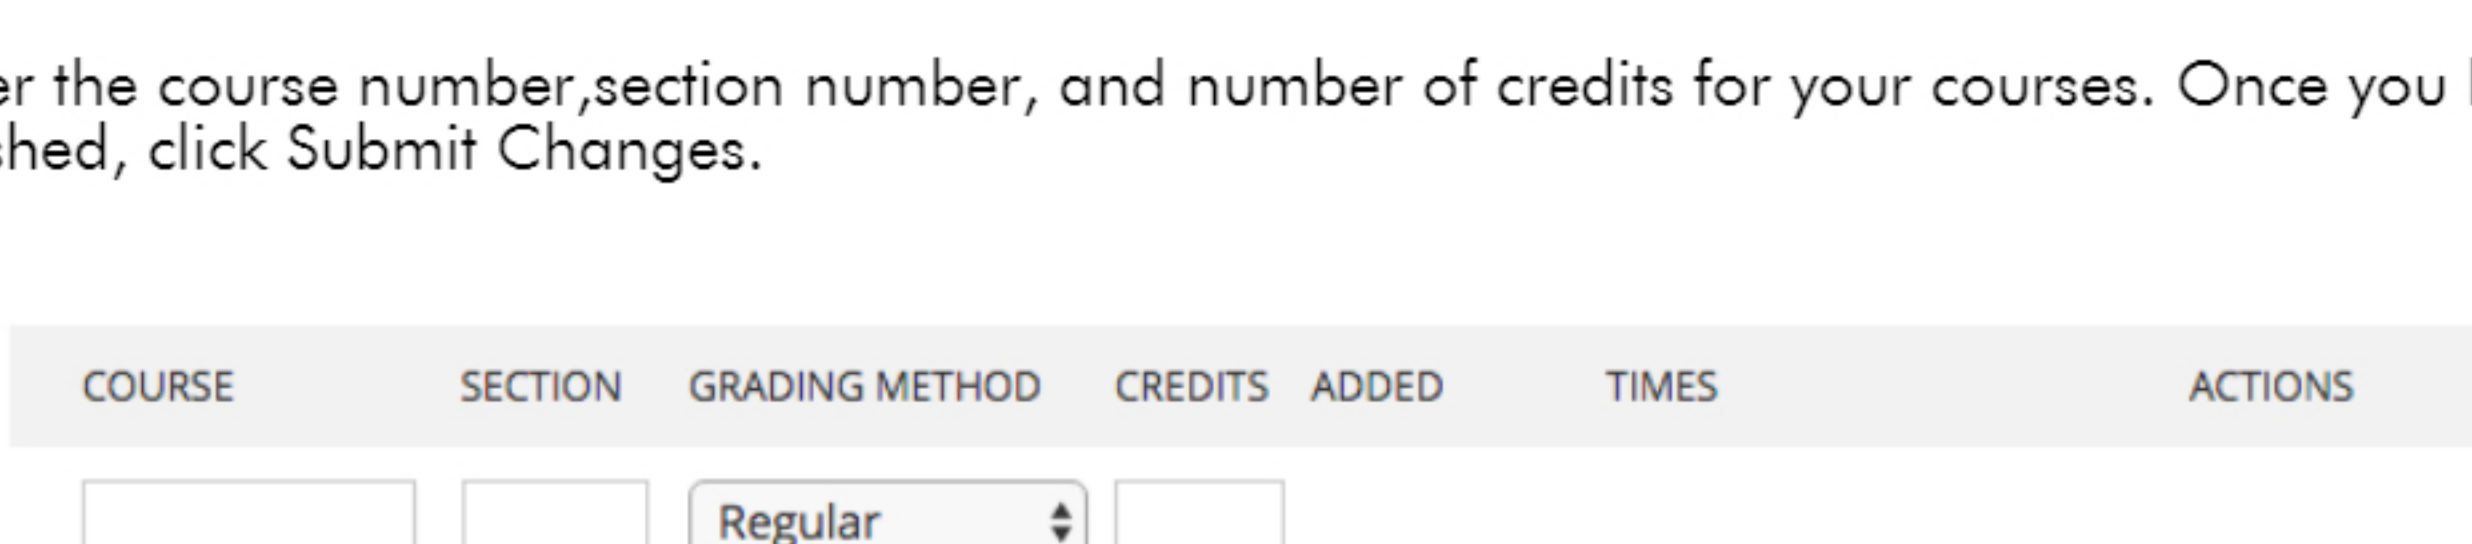 er the course number,section number, and number of credits for your courses. Once you
shed, click Submit Changes.
COURSE SECTION GRADING METHOD CREDITS ADDED TIMES ACTIONS
Regular